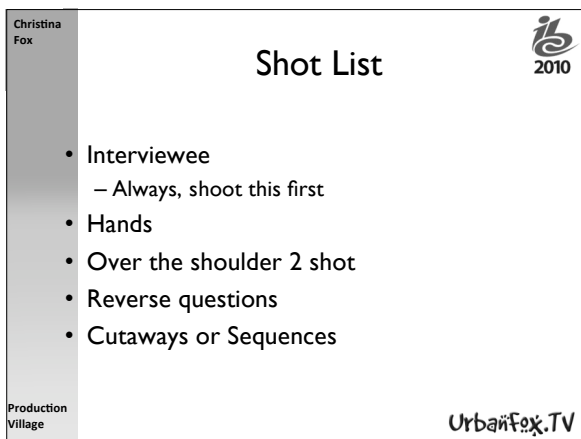 Christina
Fox
Shot List
2010
• Interviewee
– Always, shoot this first
• Hands
• Over the shoulder 2 shot
• Reverse questions
• Cutaways or Sequences
Production
Village
UrbanFox.TV